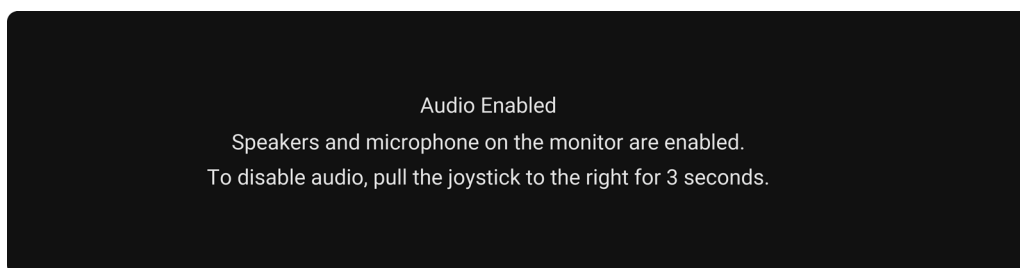 Audio Enabled
Speakers and microphone on the monitor are enabled.
To disable audio, pull the joystick to the right for 3 seconds.